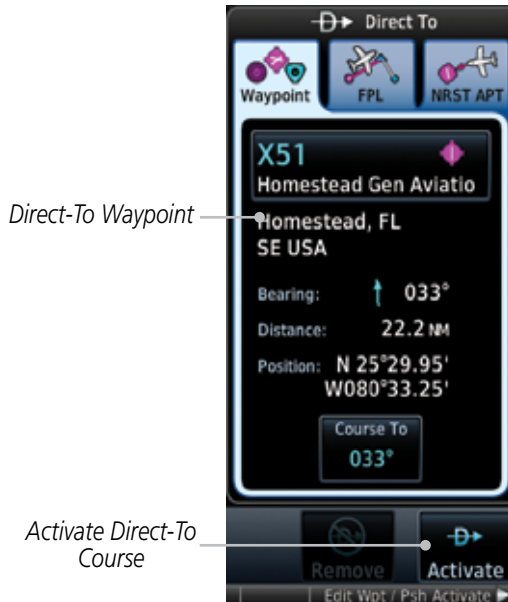 Direct To
Waypoint
FPL
NRST APT
X51
Homestead Gen Aviatio
Direct-To Waypoint
Homestead, FL
SE USA
Bearing: 033°
Distance: 22.2 NM
Position: N 25°29.95'
W080°33.25'
Course To
033°
Activate Direct-To
Course
Remove
Activate
Edit Wpt / Psh Activate